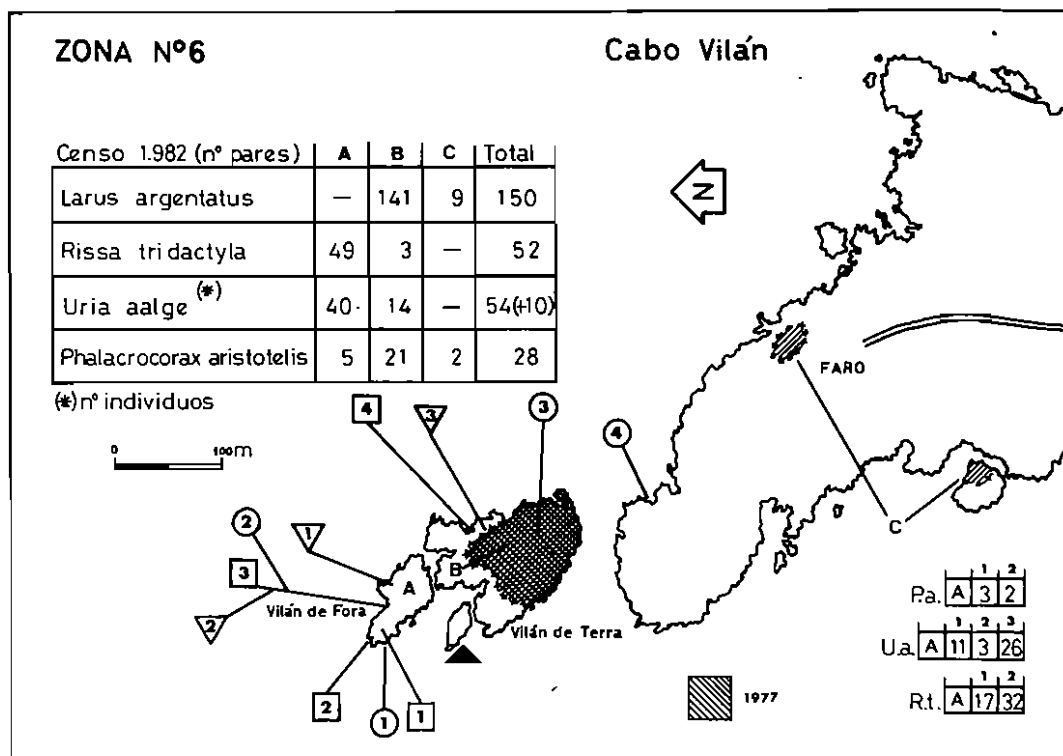 ZONA Nº6
Cabo Vilán
Censo 1.982 (nº pares) A B C Total
Larus argentatus — 141 9 150
Rissa tridactyla 49 3 — 52
Uria aalge (*) 40 14 — 54(+10)
Phalacrocorax aristotelis 5 21 2 28
(*) nº individuos
0 100m
N
FARO
4
3
3
4
2
1
3
2
A
B
C
Vilán de Fora
Vilán de Terra
2
1
1
1977
1 2
P.a. A 3 2
1 2 3
U.a. A 11 3 26
1 2
R.t. A 17 32